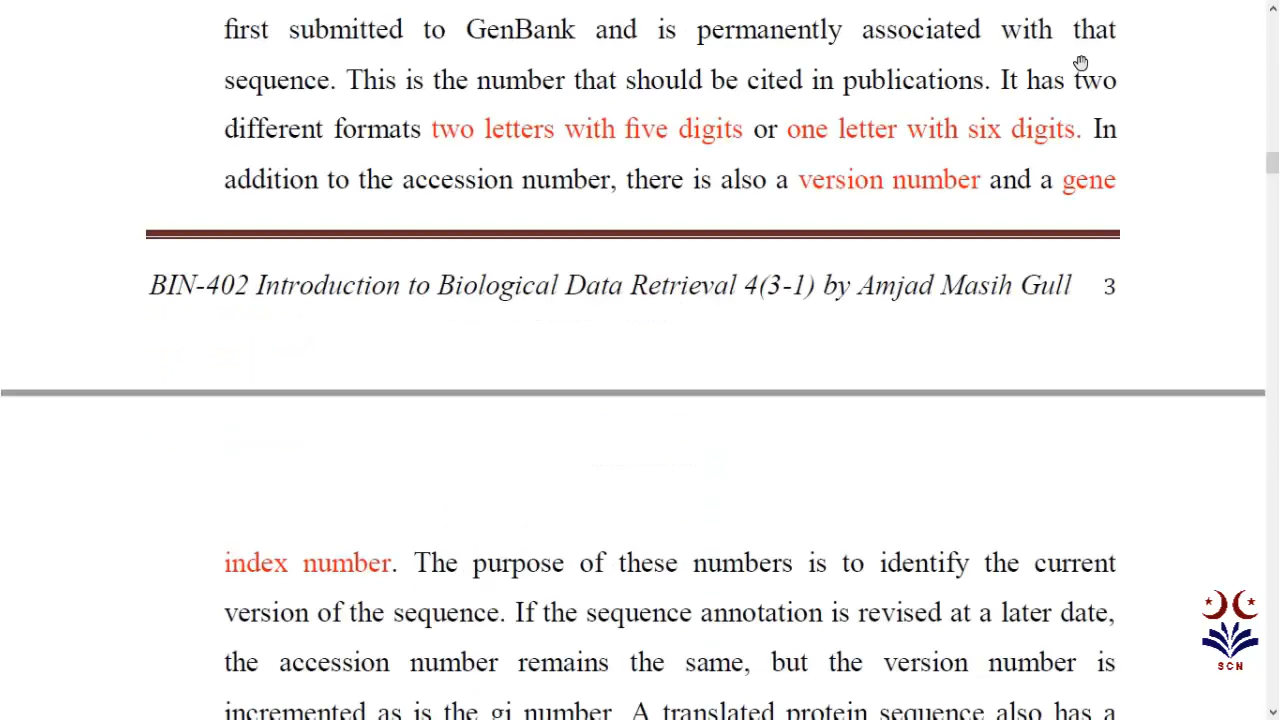 first submitted to GenBank and is permanently associated with that
sequence. This is the number that should be cited in publications. It has two
different formats two letters with five digits or one letter with six digits. In
addition to the accession number, there is also a version number and a gene
BIN-402 Introduction to Biological Data Retrieval 4(3-1) by Amjad Masih Gull 3
index number. The purpose of these numbers is to identify the current
version of the sequence. If the sequence annotation is revised at a later date,
the accession number remains the same, but the version number is
incremented as is the gi number. A translated protein sequence also has a
SCN